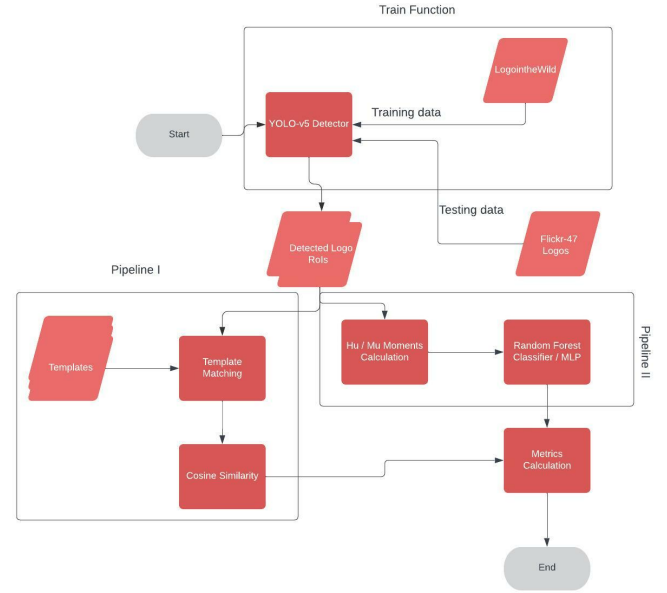 Train Function
LogointheWild
Training data
YOLO-v5 Detector
Start
Testing data
Detected Logo
RoIs
Flickr-47
Logos
Pipeline I
Pipeline II
Templates
Template
Matching
Hu / Mu Moments
Calculation
Random Forest
Classifier / MLP
Cosine Similarity
Metrics
Calculation
End